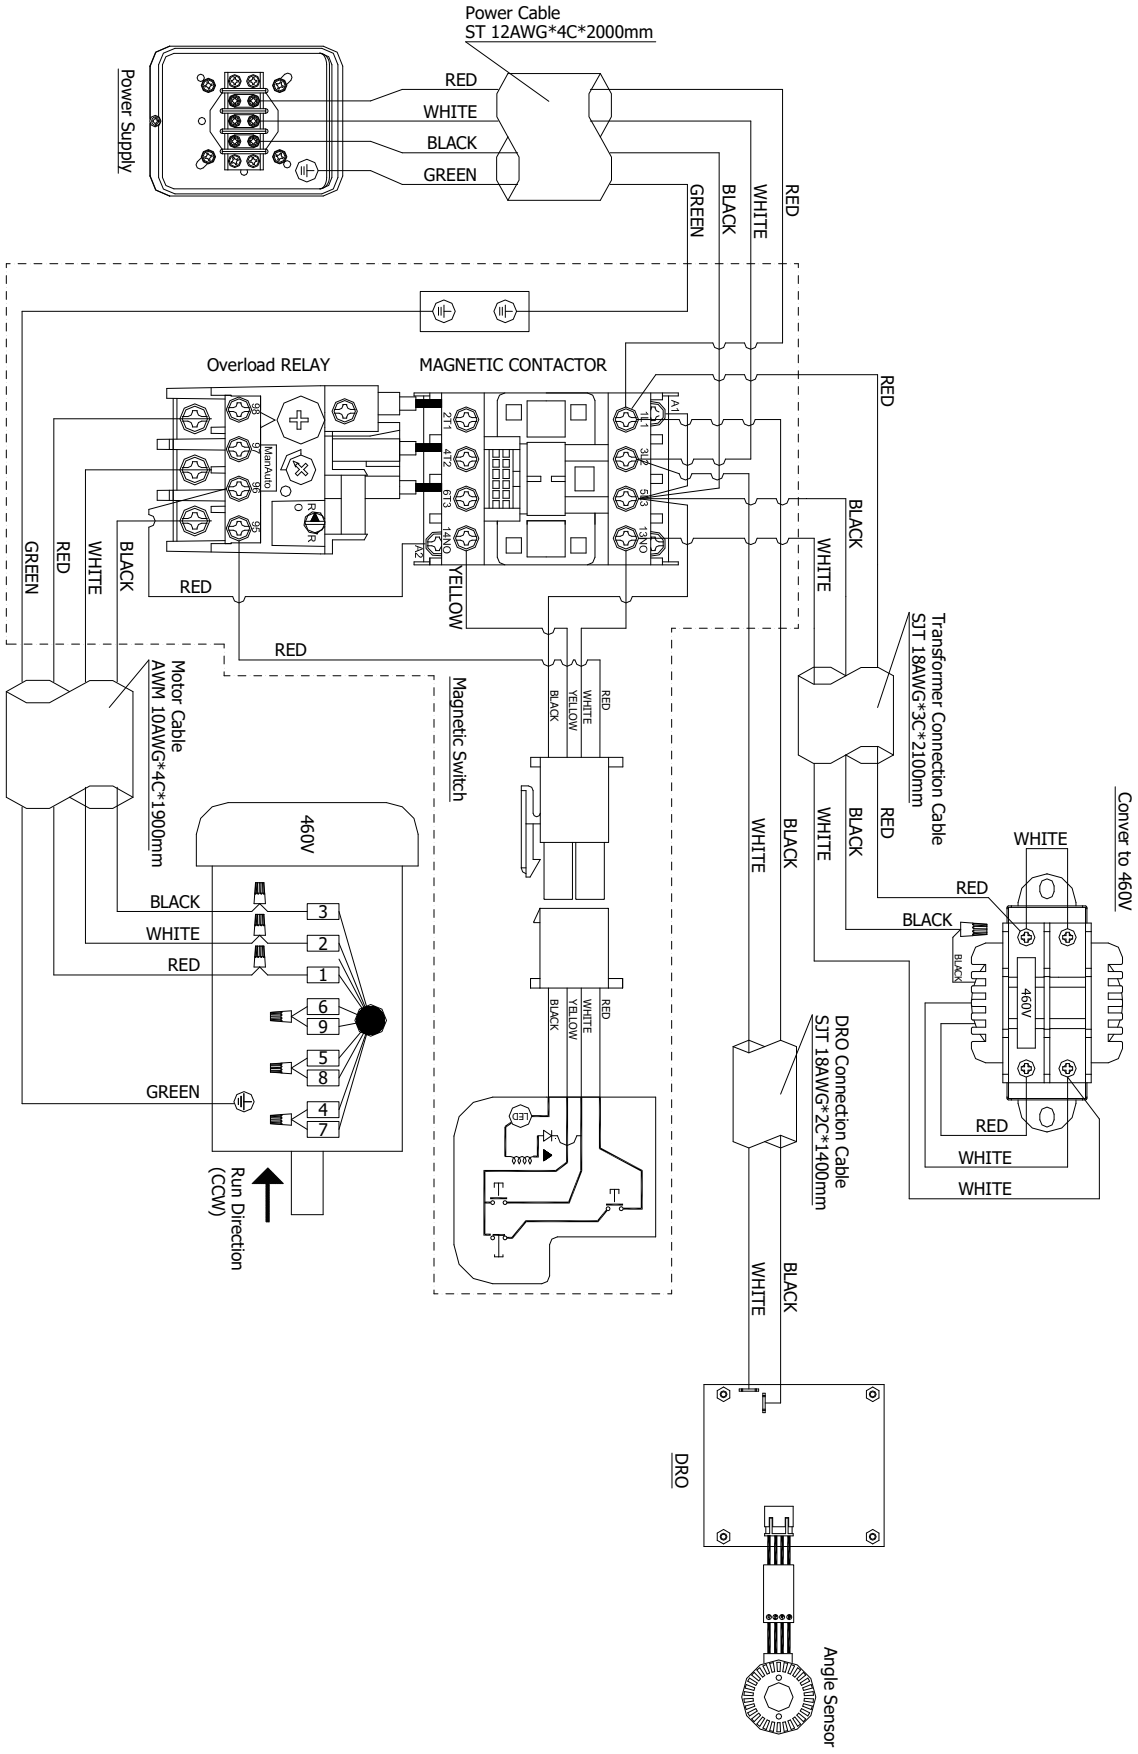 Power Cable
ST 12AWG*4C*2000mm
Power Supply
RED
WHITE
BLACK
GREEN
GREEN
BLACK
WHITE
RED
Overload RELAY
MAGNETIC CONTACTOR
98
97
96
95
ManAuto
R
O
R
2T1
4T2
6T3
14NO
A2
A1
1L1
3L2
5L3
13NO
RED
YELLOW
RED
GREEN
RED
WHITE
BLACK
RED
BLACK
WHITE
Motor Cable
AWM 10AWG*4C*1900mm
Magnetic Switch
BLACK
YELLOW
WHITE
RED
Transformer Connection Cable
SJT 18AWG*3C*2100mm
WHITE
BLACK
WHITE
BLACK
RED
Conver to 460V
WHITE
RED
BLACK
BLACK
460V
RED
WHITE
WHITE
460V
BLACK
WHITE
RED
GREEN
3
2
1
6
9
5
8
4
7
Run Direction
(CCW)
BLACK
YELLOW
WHITE
RED
LED
DRO Connection Cable
SJT 18AWG*2C*1400mm
WHITE
BLACK
DRO
Angle Sensor